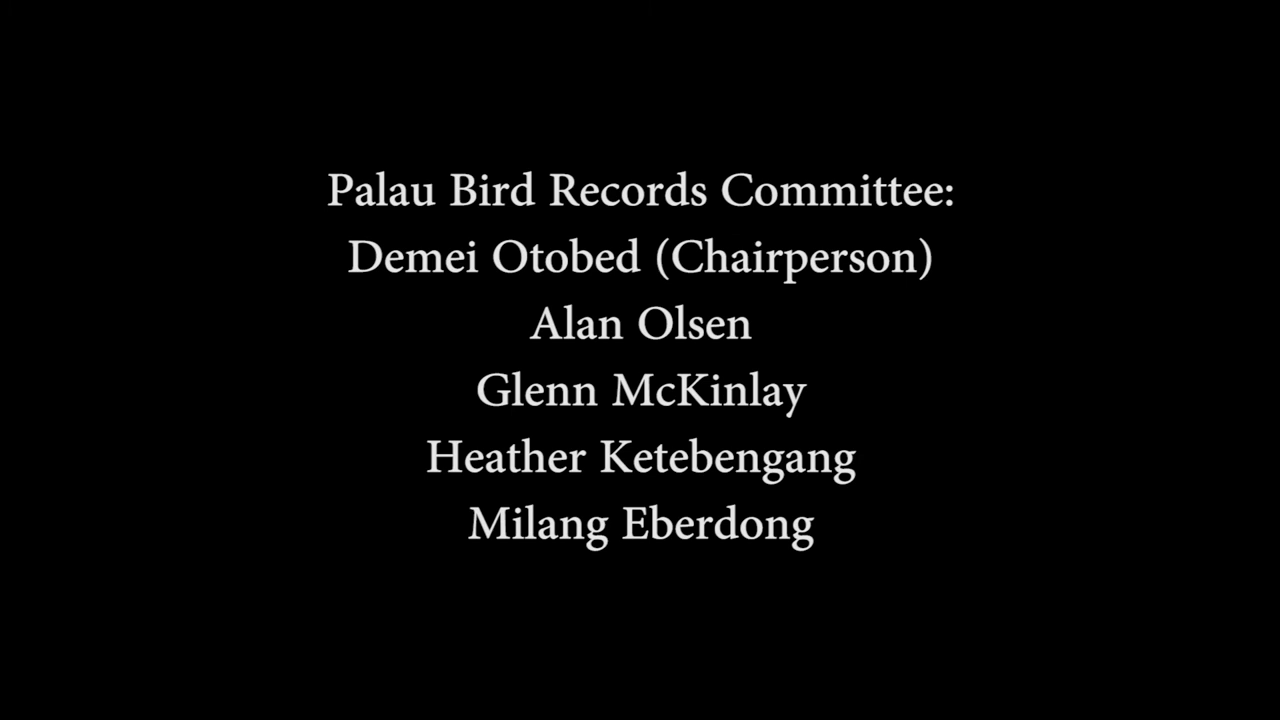 Palau Bird Records Committee:
Demei Otobed (Chairperson)
Alan Olsen
Glenn McKinlay
Heather Ketebengang
Milang Eberdong